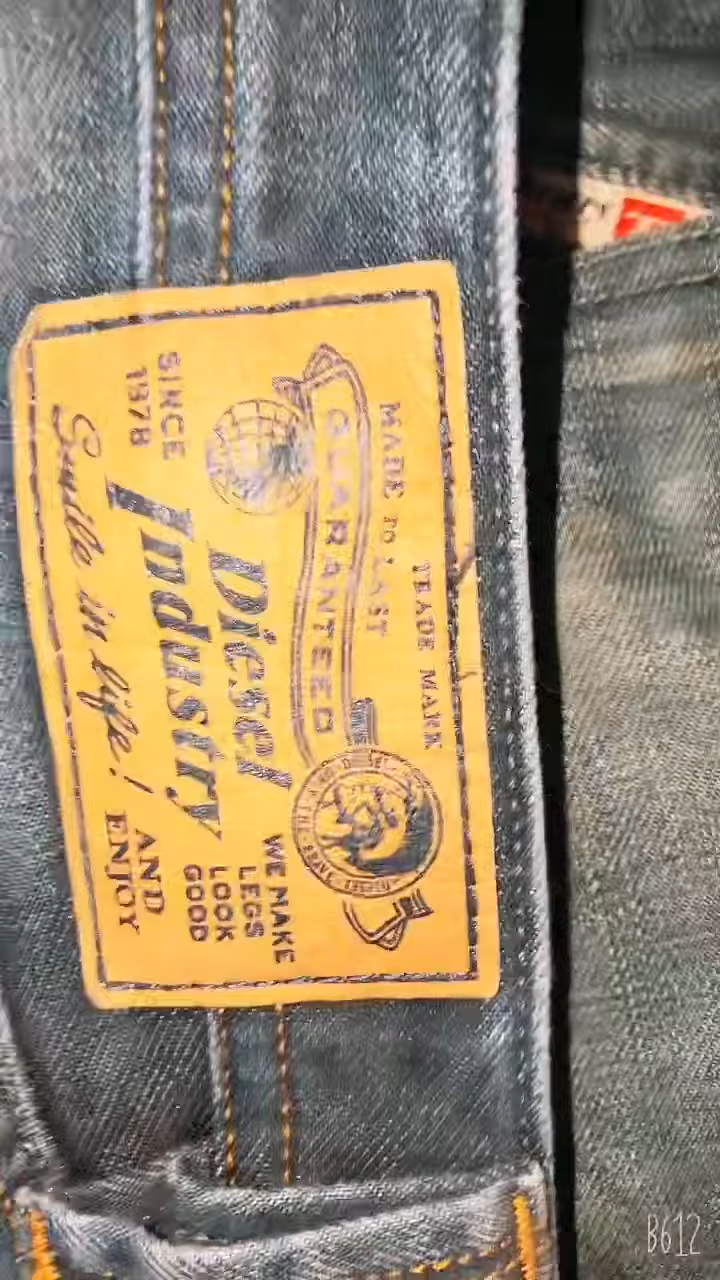 TRADE MARK
MADE TO LAST
GUARANTEED
SINCE
1978
Diesel
Industry
WE MAKE
LEGS
LOOK
GOOD
AND
ENJOY
Smile in life!
B612